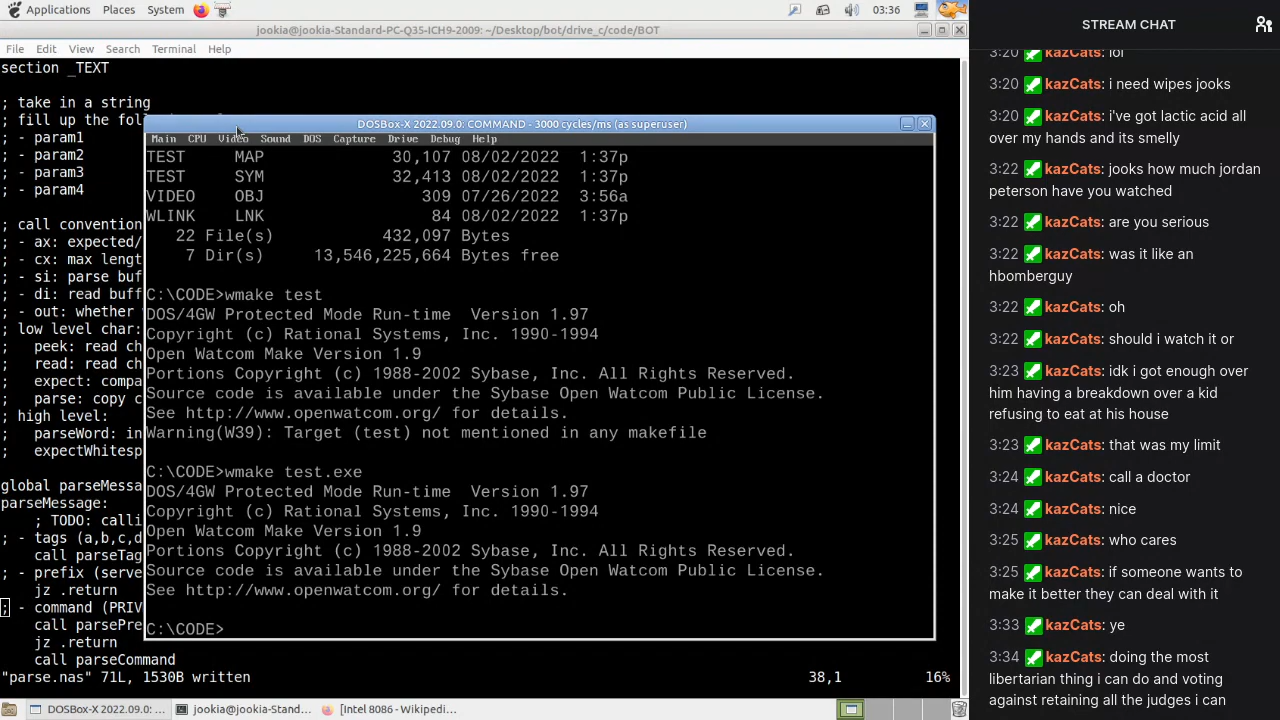 Applications Places System 03:36
jookia@jookia-Standard-PC-Q35-ICH9-2009: ~/Desktop/bot/drive_c/code/BOT
File Edit View Search Terminal Help
section _TEXT
; take in a string
; fill up the foll
; - param1
; - param2
; - param3
; - param4
; call convention
; - ax: expected/
; - cx: max length
; - si: parse buf
; - di: read buff
; - out: whether
; low level char:
;   peek: read ch
;   read: read ch
;   expect: compa
;   parse: copy c
; high level:
;   parseWord: in
;   expectWhitesp
global parseMessa
parseMessage:
    ; TODO: calli
; - tags (a,b,c,d
    call parseTag
; - prefix (serve
    jz .return
; - command (PRIV
    call parsePre
    jz .return
    call parseCommand
"parse.nas" 71L, 1530B written 38,1 16%
DOSBox-X 2022.09.0: COMMAND - 3000 cycles/ms (as superuser)
Main CPU Video Sound DOS Capture Drive Debug Help
TEST MAP 30,107 08/02/2022 1:37p
TEST SYM 32,413 08/02/2022 1:37p
VIDEO OBJ 309 07/26/2022 3:56a
WLINK LNK 84 08/02/2022 1:37p
22 File(s) 432,097 Bytes
7 Dir(s) 13,546,225,664 Bytes free
C:\CODE>wmake test
DOS/4GW Protected Mode Run-time Version 1.97
Copyright (c) Rational Systems, Inc. 1990-1994
Open Watcom Make Version 1.9
Portions Copyright (c) 1988-2002 Sybase, Inc. All Rights Reserved.
Source code is available under the Sybase Open Watcom Public License.
See http://www.openwatcom.org/ for details.
Warning(W39): Target (test) not mentioned in any makefile
C:\CODE>wmake test.exe
DOS/4GW Protected Mode Run-time Version 1.97
Copyright (c) Rational Systems, Inc. 1990-1994
Open Watcom Make Version 1.9
Portions Copyright (c) 1988-2002 Sybase, Inc. All Rights Reserved.
Source code is available under the Sybase Open Watcom Public License.
See http://www.openwatcom.org/ for details.
C:\CODE>
DOSBox-X 2022.09.0: ... jookia@jookia-Stand... [Intel 8086 - Wikipedi...
STREAM CHAT
3:20 kazCats: lol
3:20 kazCats: i need wipes jooks
3:20 kazCats: i've got lactic acid all
over my hands and its smelly
3:22 kazCats: jooks how much jordan
peterson have you watched
3:22 kazCats: are you serious
3:22 kazCats: was it like an
hbomberguy
3:22 kazCats: oh
3:22 kazCats: should i watch it or
3:23 kazCats: idk i got enough over
him having a breakdown over a kid
refusing to eat at his house
3:23 kazCats: that was my limit
3:24 kazCats: call a doctor
3:24 kazCats: nice
3:25 kazCats: who cares
3:25 kazCats: if someone wants to
make it better they can deal with it
3:33 kazCats: ye
3:34 kazCats: doing the most
libertarian thing i can do and voting
against retaining all the judges i can